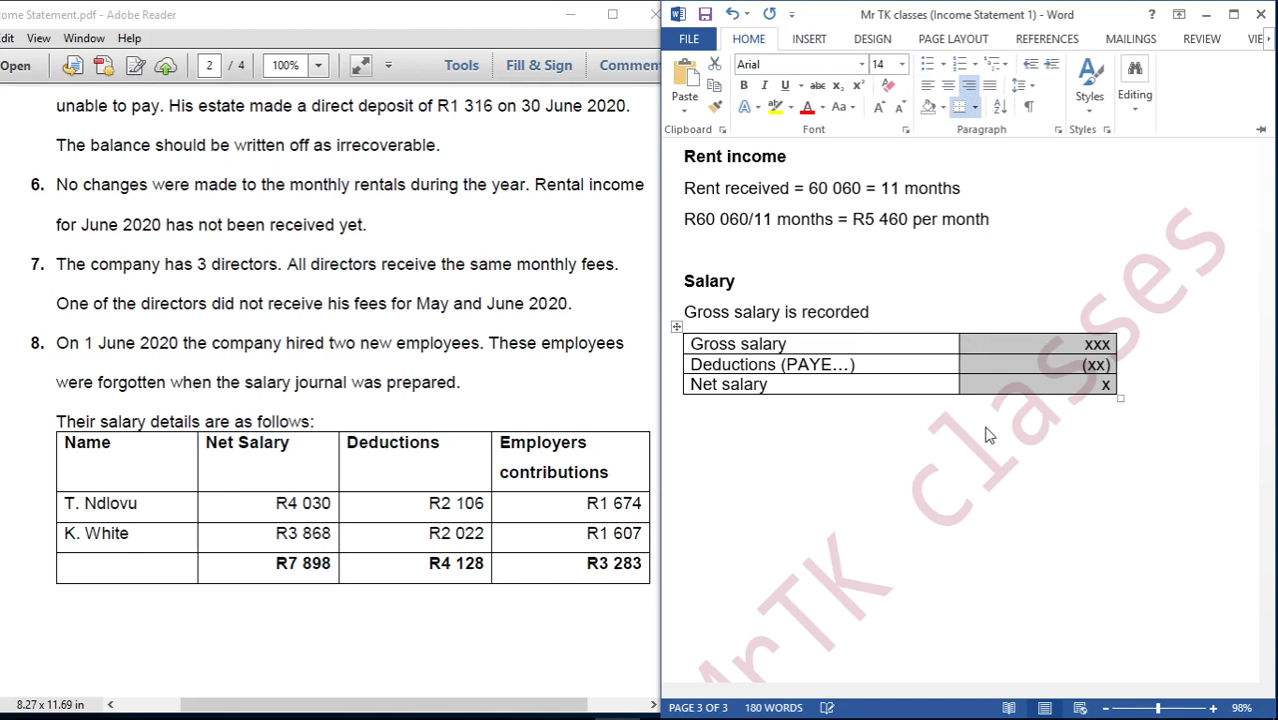 ome Statement.pdf - Adobe Reader
dit View Window Help
Open 2 / 4 100% Tools Fill & Sign Commen
unable to pay. His estate made a direct deposit of R1 316 on 30 June 2020.
The balance should be written off as irrecoverable.
6. No changes were made to the monthly rentals during the year. Rental income
for June 2020 has not been received yet.
7. The company has 3 directors. All directors receive the same monthly fees.
One of the directors did not receive his fees for May and June 2020.
8. On 1 June 2020 the company hired two new employees. These employees
were forgotten when the salary journal was prepared.
Their salary details are as follows:
Name Net Salary Deductions Employers
contributions
T. Ndlovu R4 030 R2 106 R1 674
K. White R3 868 R2 022 R1 607
R7 898 R4 128 R3 283
8.27 x 11.69 in
Mr TK classes (Income Statement 1) - Word
FILE HOME INSERT DESIGN PAGE LAYOUT REFERENCES MAILINGS REVIEW VIE
Arial 14
Paste
B I U abc x₂ x²
A A Aa A A
Styles
Editing
Clipboard Font Paragraph Styles
Rent income
Rent received = 60 060 = 11 months
R60 060/11 months = R5 460 per month
Salary
Gross salary is recorded
Gross salary xxx
Deductions (PAYE…) (xx)
Net salary x
MrTK classes
PAGE 3 OF 3 180 WORDS 98%